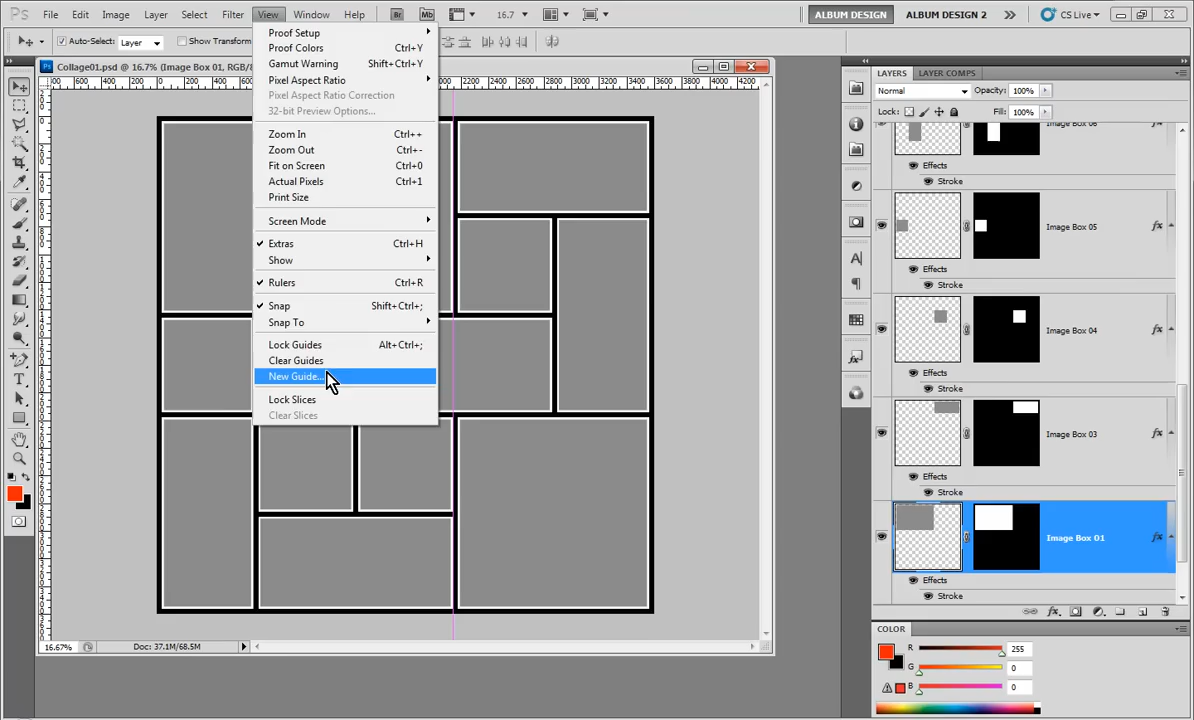 File Edit Image Layer Select Filter View Window Help Br Mb 16.7 ALBUM DESIGN ALBUM DESIGN 2 CS Live
Auto-Select: Layer Show Transform
Ps Collage01.psd @ 16.7% (Image Box 01, RGB/8
Proof Setup
Proof Colors Ctrl+Y
Gamut Warning Shift+Ctrl+Y
Pixel Aspect Ratio
Pixel Aspect Ratio Correction
32-bit Preview Options...
Zoom In Ctrl++
Zoom Out Ctrl+-
Fit on Screen Ctrl+0
Actual Pixels Ctrl+1
Print Size
Screen Mode
Extras Ctrl+H
Show
Rulers Ctrl+R
Snap Shift+Ctrl+;
Snap To
Lock Guides Alt+Ctrl+;
Clear Guides
New Guide...
Lock Slices
Clear Slices
16.67% Doc: 37.1M/68.5M
LAYERS LAYER COMPS
Normal Opacity: 100%
Lock: Fill: 100%
Effects
Stroke
Image Box 05 fx
Effects
Stroke
Image Box 04 fx
Effects
Stroke
Image Box 03 fx
Effects
Stroke
Image Box 01 fx
Effects
Stroke
COLOR
R 255
G 0
B 0